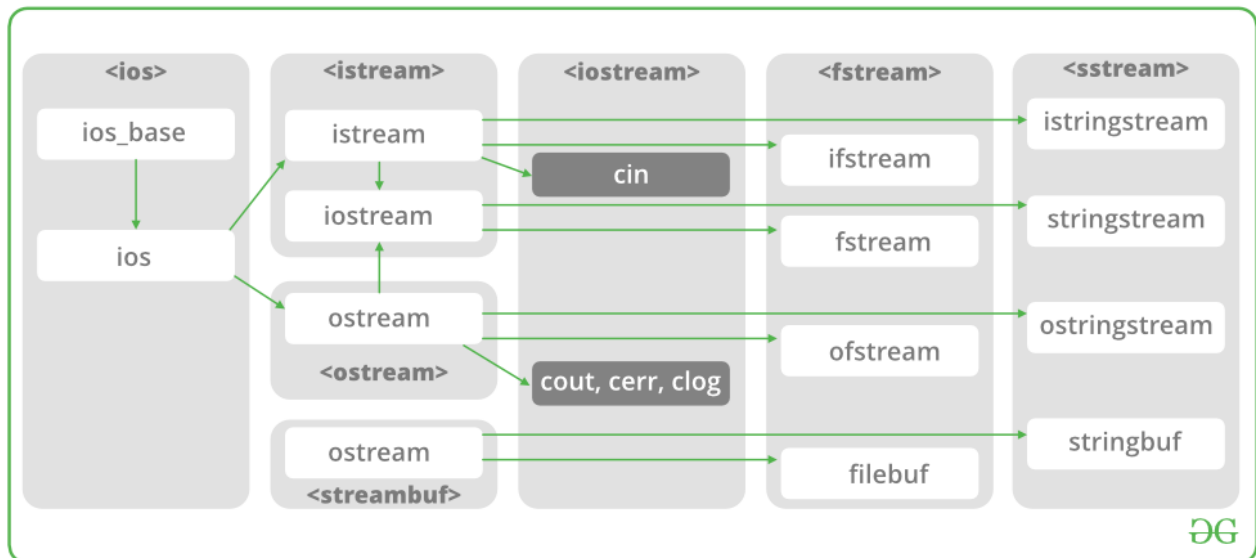 <ios>
ios_base
ios
<istream>
istream
iostream
ostream
<ostream>
ostream
<streambuf>
<iostream>
cin
cout, cerr, clog
<fstream>
ifstream
fstream
ofstream
filebuf
<sstream>
istringstream
stringstream
ostringstream
stringbuf